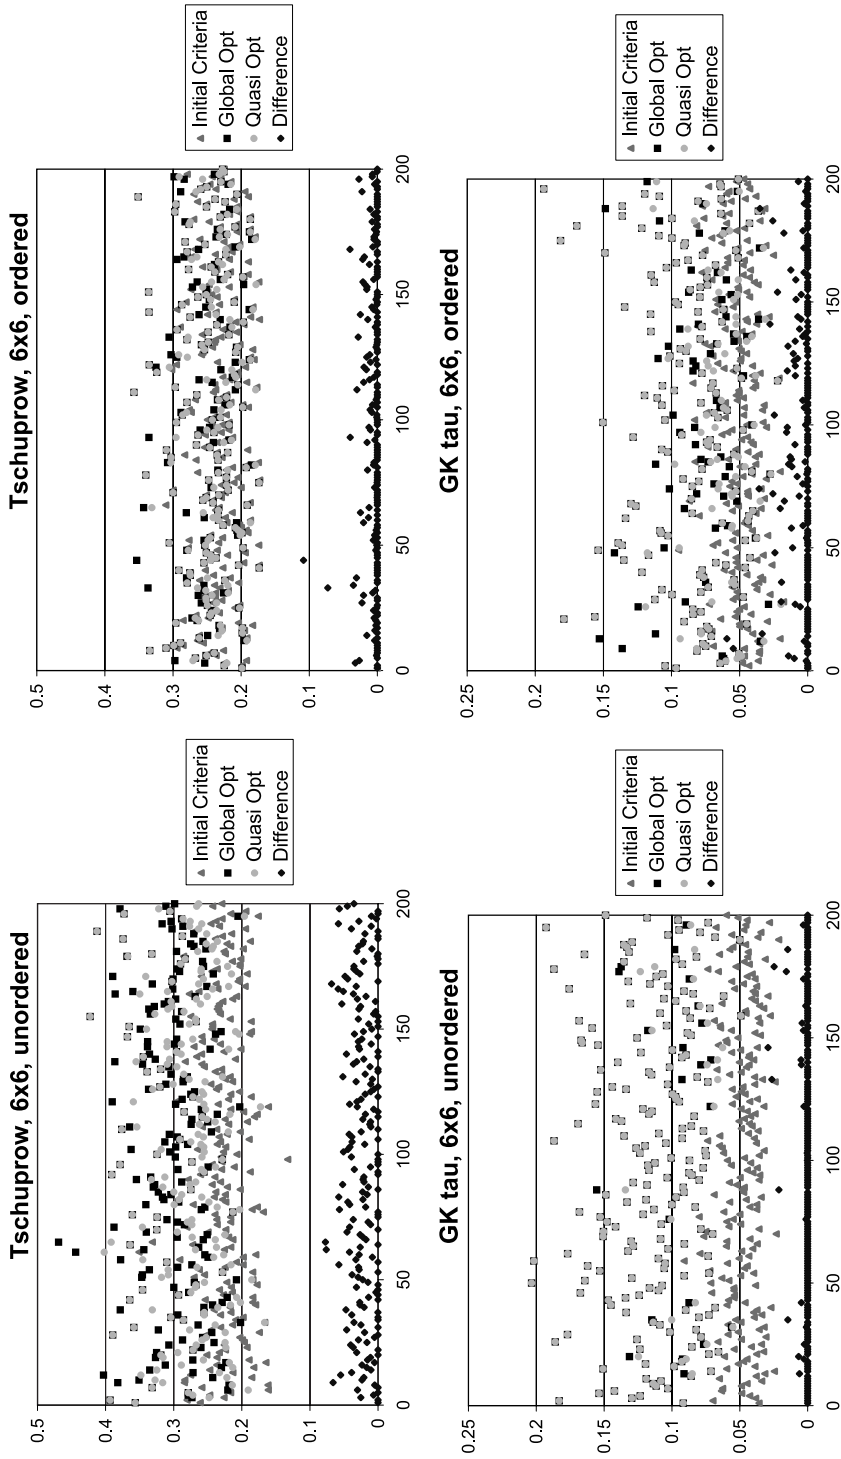 Tschuprow, 6x6, unordered
0.5
0.4
0.3
0.2
0.1
0
0
50
100
150
200
Initial Criteria
Global Opt
Quasi Opt
Difference
Tschuprow, 6x6, ordered
0.5
0.4
0.3
0.2
0.1
0
0
50
100
150
200
Initial Criteria
Global Opt
Quasi Opt
Difference
GK tau, 6x6, unordered
0.25
0.2
0.15
0.1
0.05
0
0
50
100
150
200
Initial Criteria
Global Opt
Quasi Opt
Difference
GK tau, 6x6, ordered
0.25
0.2
0.15
0.1
0.05
0
0
50
100
150
200
Initial Criteria
Global Opt
Quasi Opt
Difference